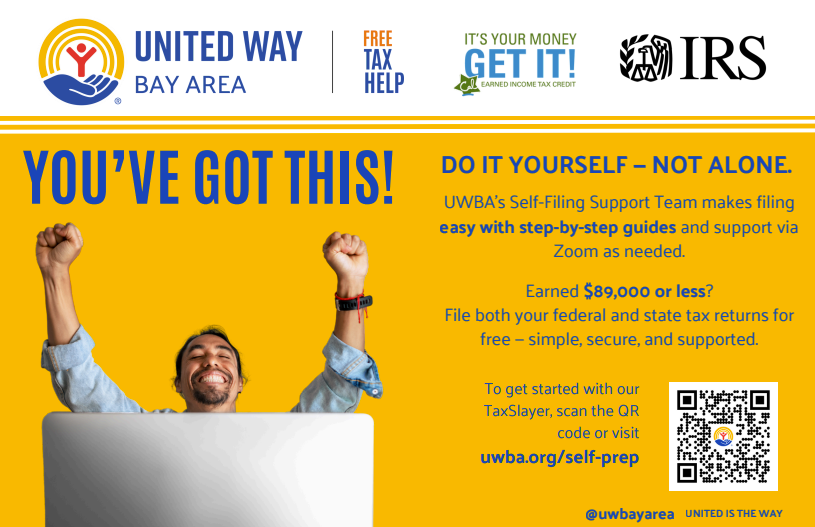 UNITED WAY
BAY AREA
®
FREE
TAX
HELP
IT'S YOUR MONEY
GET IT!
CAL
EARNED INCOME TAX CREDIT
IRS
YOU'VE GOT THIS!
DO IT YOURSELF – NOT ALONE.
UWBA's Self-Filing Support Team makes filing
easy with step-by-step guides and support via
Zoom as needed.
Earned $89,000 or less?
File both your federal and state tax returns for
free – simple, secure, and supported.
To get started with our
TaxSlayer, scan the QR
code or visit
uwba.org/self-prep
@uwbayarea UNITED IS THE WAY